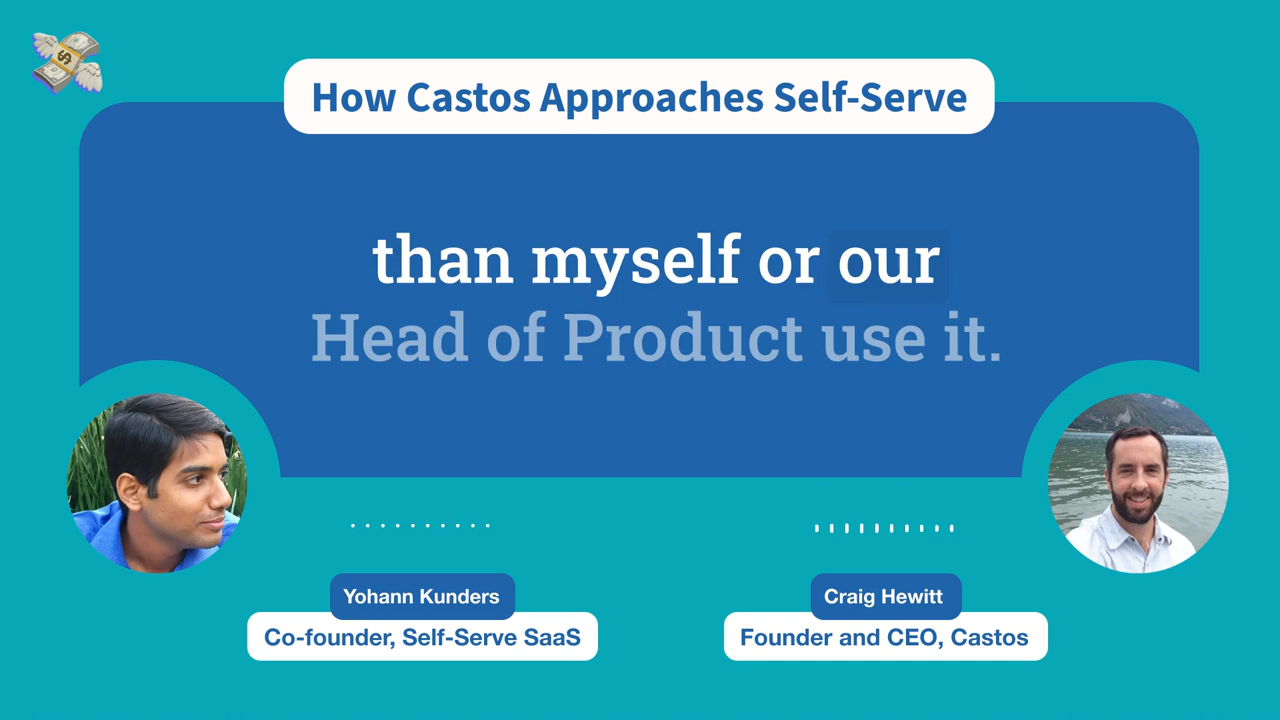 How Castos Approaches Self-Serve
than myself or our
Head of Product use it.
Yohann Kunders
Co-founder, Self-Serve SaaS
Craig Hewitt
Founder and CEO, Castos